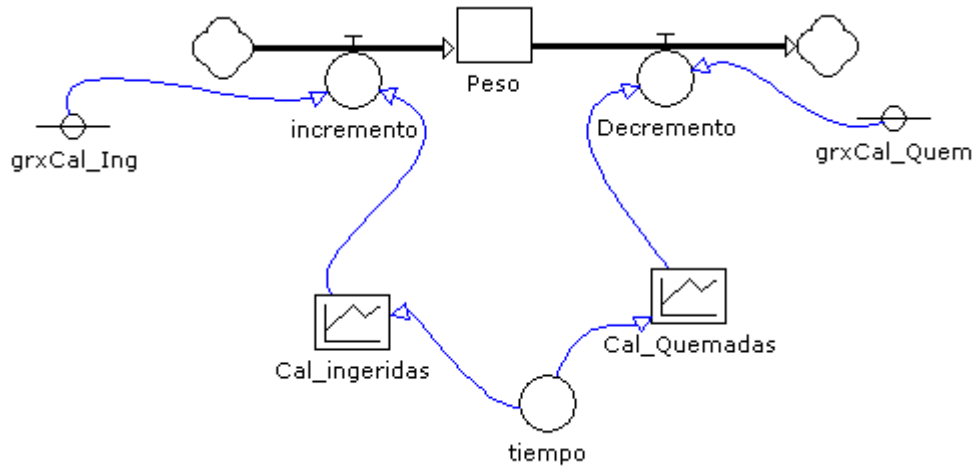 Peso
incremento
Decremento
grxCal_Ing
grxCal_Quem
Cal_ingeridas
Cal_Quemadas
tiempo